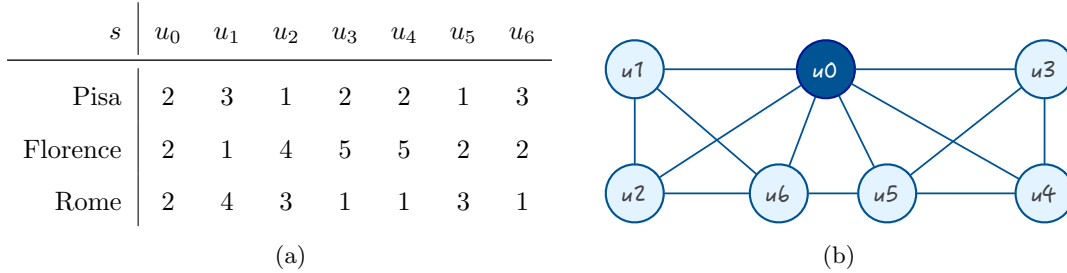 s u0 u1 u2 u3 u4 u5 u6
Pisa 2 3 1 2 2 1 3
Florence 2 1 4 5 5 2 2
Rome 2 4 3 1 1 3 1
(a)
u1 u0 u3
u2 u6 u5 u4
(b)